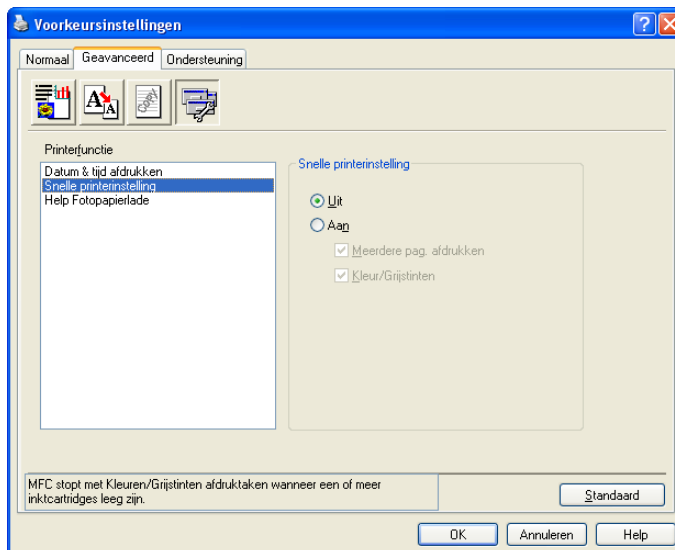 Voorkeursinstellingen
Normaal
Geavanceerd
Ondersteuning
Printerfunctie
Datum & tijd afdrukken
Snelle printerinstelling
Help Fotopapierlade
Snelle printerinstelling
Uit
Aan
Meerdere pag. afdrukken
Kleur/Grijstinten
MFC stopt met Kleuren/Grijstinten afdruktaken wanneer een of meer
inktcartridges leeg zijn.
Standaard
OK
Annuleren
Help